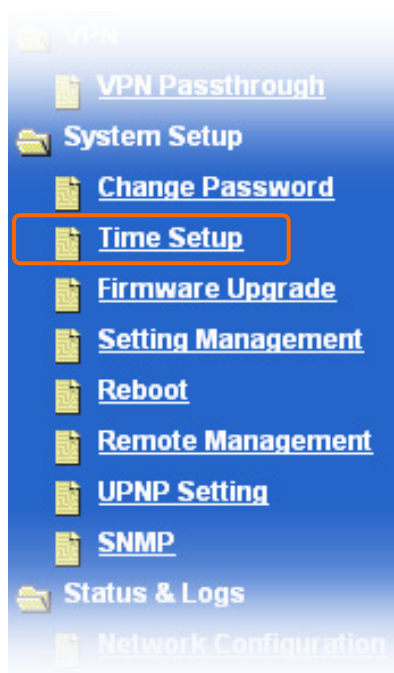 VPN
VPN Passthrough
System Setup
Change Password
Time Setup
Firmware Upgrade
Setting Management
Reboot
Remote Management
UPNP Setting
SNMP
Status & Logs
Network Configuration